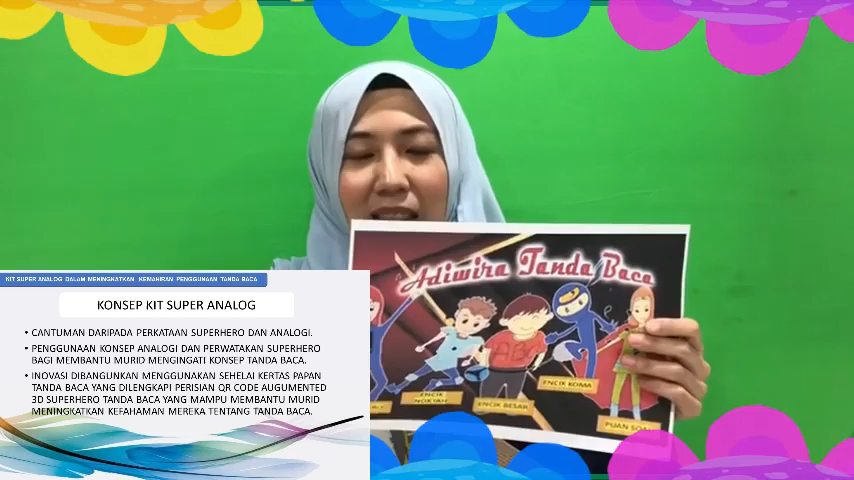 Adiwira Tanda Baca
KIT SUPER ANALOG DALAM MENINGKATKAN KEMAHIRAN PENGGUNAAN TANDA BACA
KONSEP KIT SUPER ANALOG
• CANTUMAN DARIPADA PERKATAAN SUPERHERO DAN ANALOGI.
• PENGGUNAAN KONSEP ANALOGI DAN PERWATAKAN SUPERHERO
BAGI MEMBANTU MURID MENGINGATI KONSEP TANDA BACA.
• INOVASI DIBANGUNKAN MENGGUNAKAN SEHELAI KERTAS PAPAN
TANDA BACA YANG DILENGKAPI PERISIAN QR CODE AUGUMENTED
3D SUPERHERO TANDA BACA YANG MAMPU MEMBANTU MURID
MENINGKATKAN KEFAHAMAN MEREKA TENTANG TANDA BACA.
ENCIK
NOKTAH
ENCIK BESAR
ENCIK KOMA
PUAN